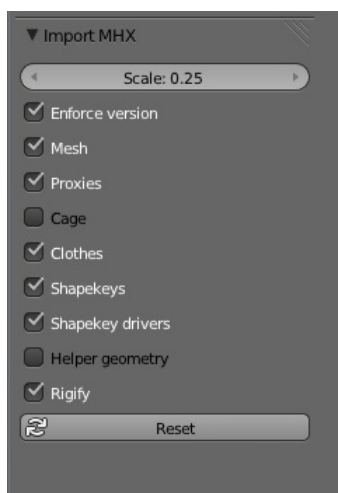 Import MHX
Scale: 0.25
Enforce version
Mesh
Proxies
Cage
Clothes
Shapekeys
Shapekey drivers
Helper geometry
Rigify
Reset